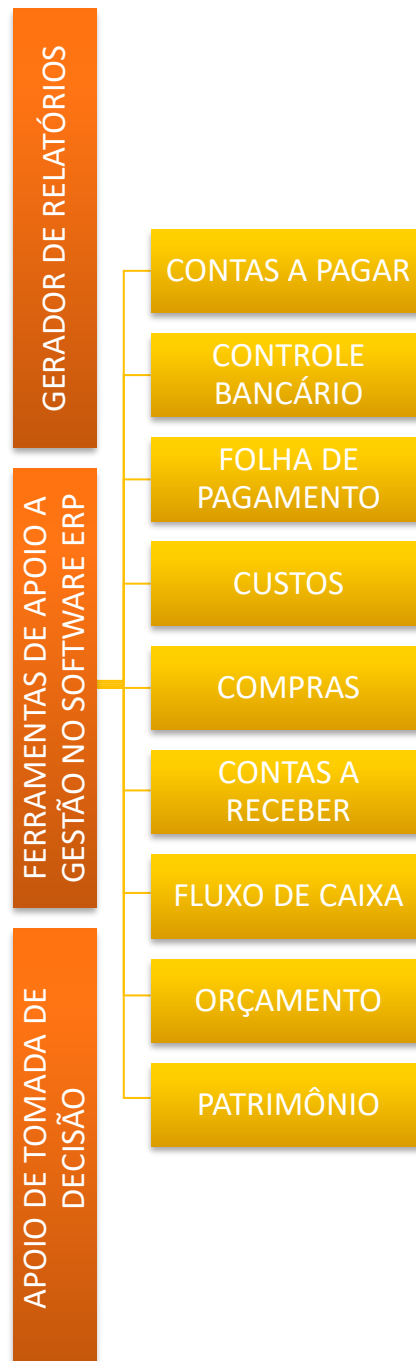 GERADOR DE RELATÓRIOS
FERRAMENTAS DE APOIO A
GESTÃO NO SOFTWARE ERP
APOIO DE TOMADA DE
DECISÃO
CONTAS A PAGAR
CONTROLE
BANCÁRIO
FOLHA DE
PAGAMENTO
CUSTOS
COMPRAS
CONTAS A
RECEBER
FLUXO DE CAIXA
ORÇAMENTO
PATRIMÔNIO